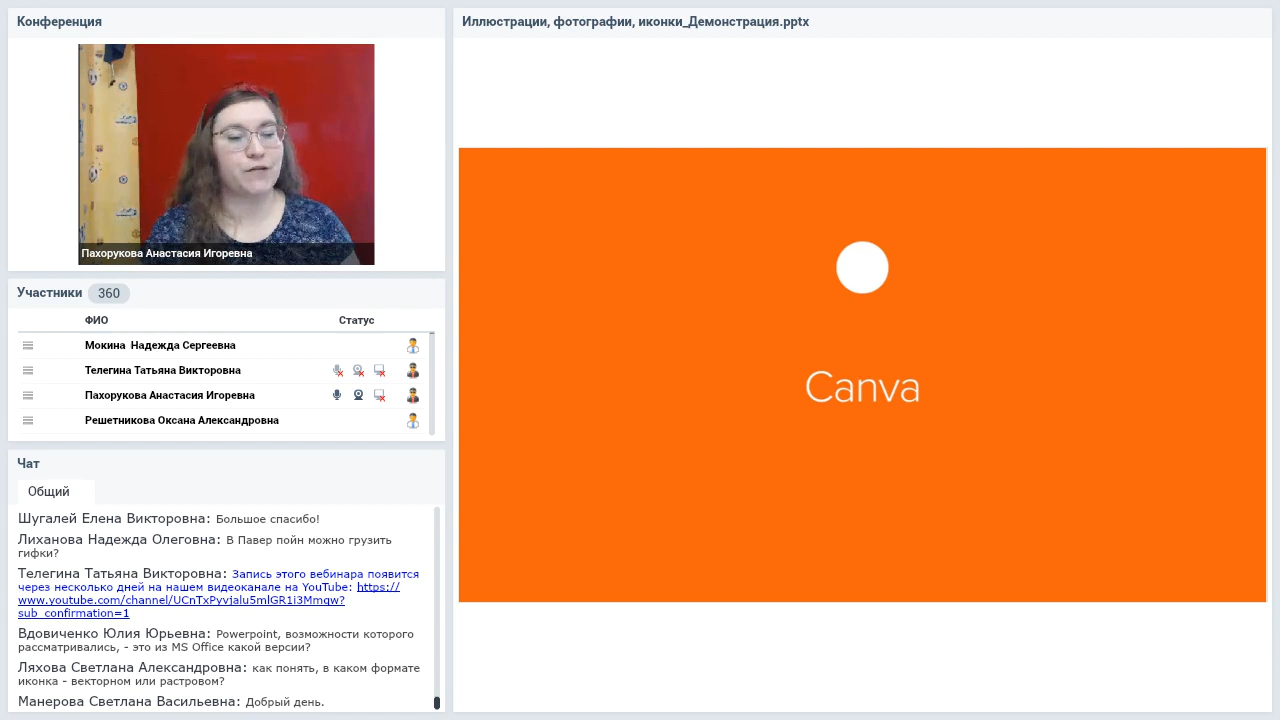 Конференция
Пахорукова Анастасия Игоревна
Участники 360
ФИО Статус
Мокина Надежда Сергеевна
Телегина Татьяна Викторовна
Пахорукова Анастасия Игоревна
Решетникова Оксана Александровна
Чат
Общий
Шугалей Елена Викторовна: Большое спасибо!
Лиханова Надежда Олеговна: В Павер пойн можно грузить
гифки?
Телегина Татьяна Викторовна: Запись этого вебинара появится
через несколько дней на нашем видеоканале на YouTube: https://
www.youtube.com/channel/UCnTxPyvjalu5mlGR1i3Mmqw?
sub_confirmation=1
Вдовиченко Юлия Юрьевна: Powerpoint, возможности которого
рассматривались, - это из MS Office какой версии?
Ляхова Светлана Александровна: как понять, в каком формате
иконка - векторном или растровом?
Манерова Светлана Васильевна: Добрый день.
Иллюстрации, фотографии, иконки_Демонстрация.pptx
Canva